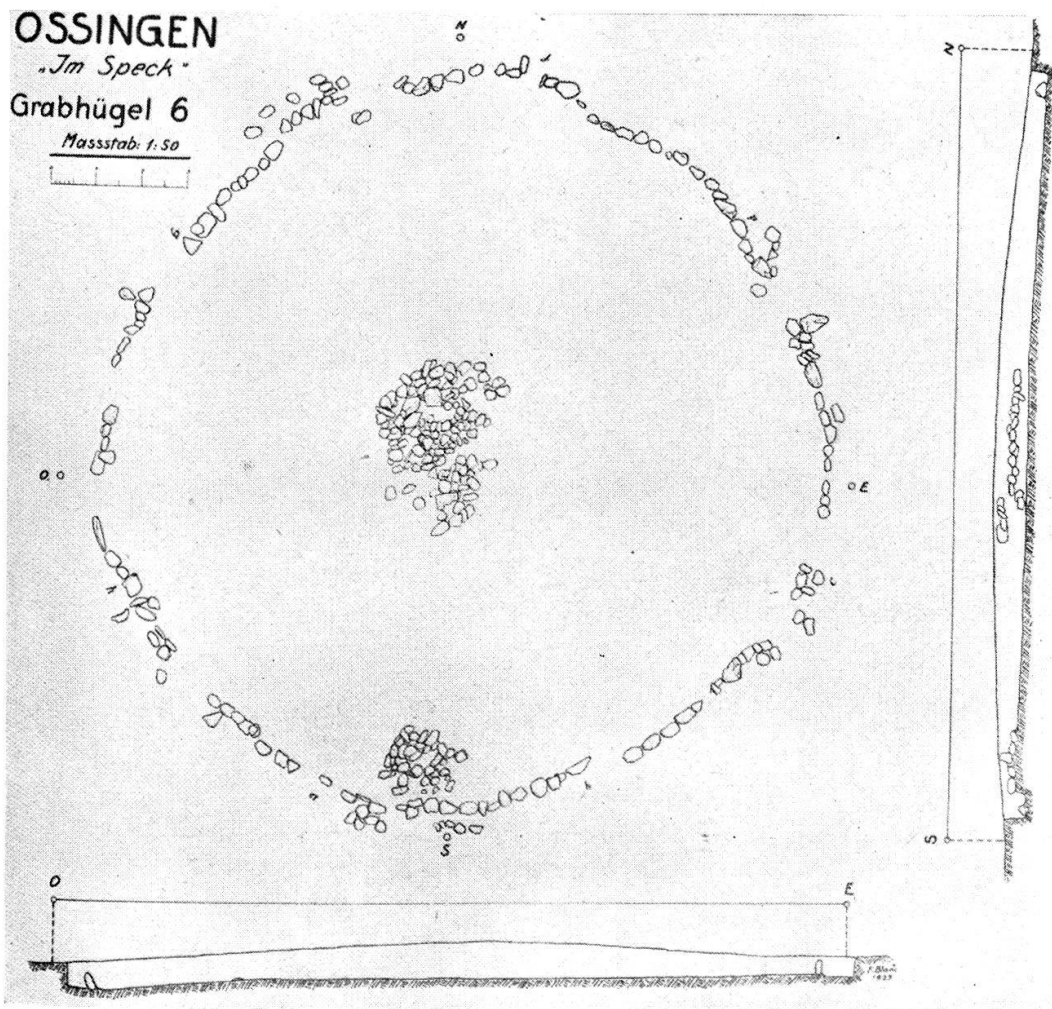 OSSINGEN
„Im Speck“
Grabhügel 6
Massstab: 1:50
N
O.
E.
S
N
S
O
E.